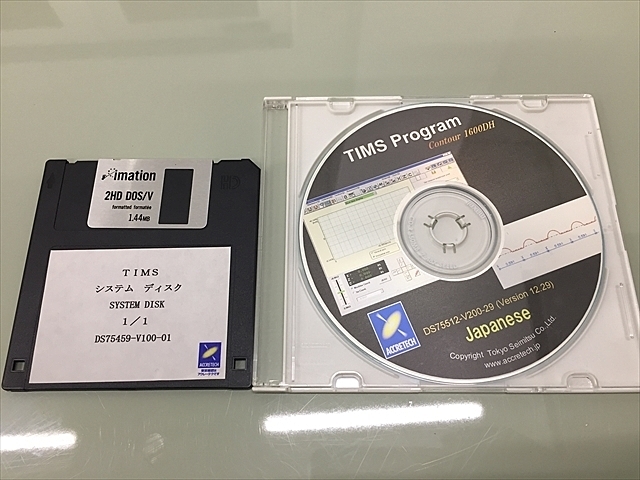 imation
2HD DOS/V
formatted formatée
1.44MB
TIMS
システム ディスク
SYSTEM DISK
1/1
DS75459-V100-01
ACCRETECH
TIMS Program
Contour 1600DH
DS75512-V200-29 (Version 12.29)
Japanese
ACCRETECH
Copyright Tokyo Seimitsu Co.,Ltd.
www.accretech.jp